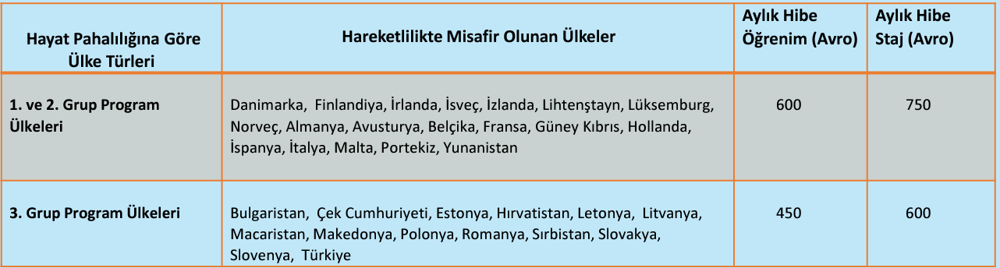 Hayat Pahalılığına Göre
Ülke Türleri
Hareketlilikte Misafir Olunan Ülkeler
Aylık Hibe
Öğrenim (Avro)
Aylık Hibe
Staj (Avro)
1. ve 2. Grup Program
Ülkeleri
Danimarka, Finlandiya, İrlanda, İsveç, İzlanda, Lihtenştayn, Lüksemburg,
Norveç, Almanya, Avusturya, Belçika, Fransa, Güney Kıbrıs, Hollanda,
İspanya, İtalya, Malta, Portekiz, Yunanistan
600
750
3. Grup Program Ülkeleri
Bulgaristan, Çek Cumhuriyeti, Estonya, Hırvatistan, Letonya, Litvanya,
Macaristan, Makedonya, Polonya, Romanya, Sırbistan, Slovakya,
Slovenya, Türkiye
450
600